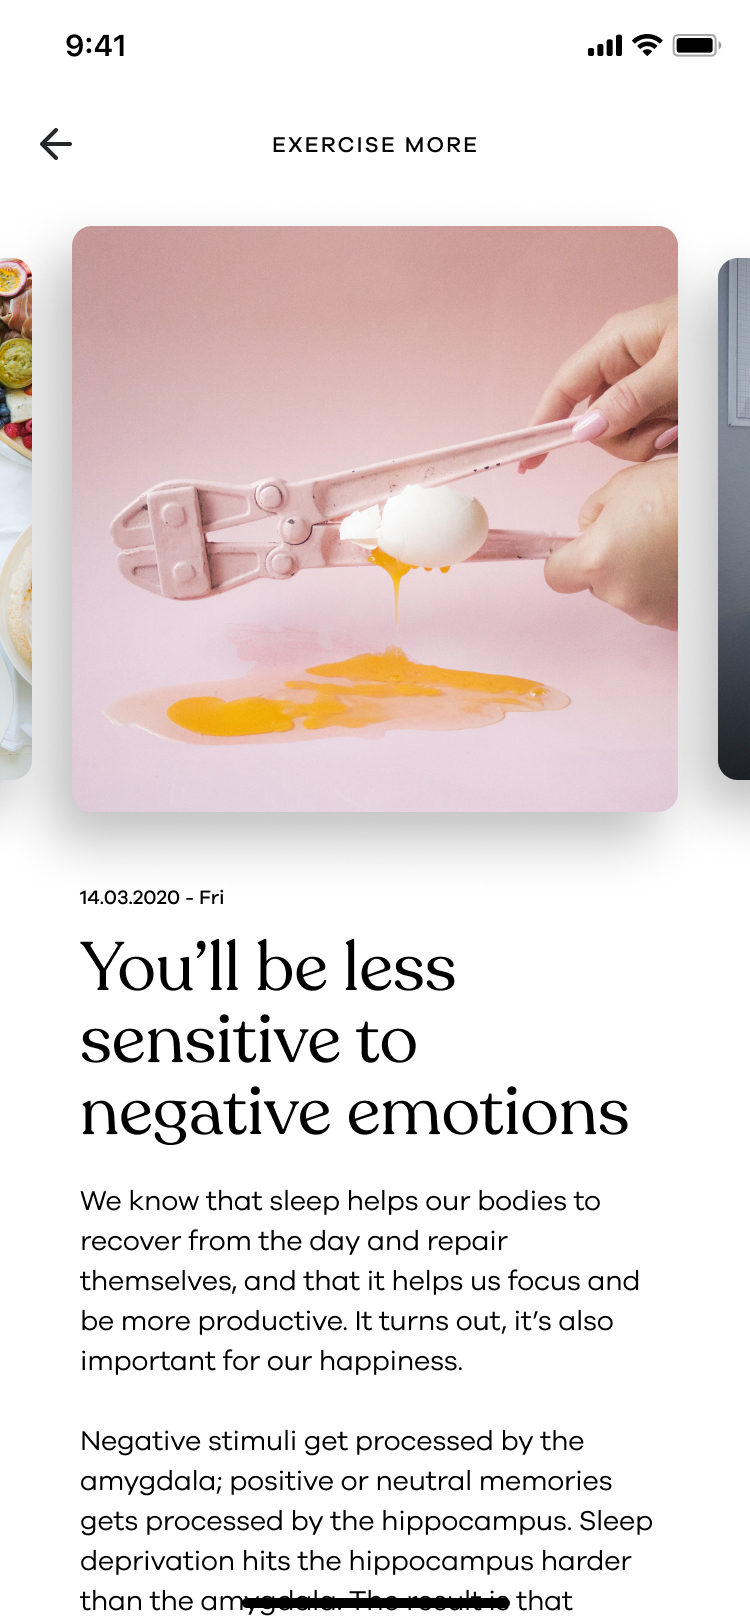 9:41
EXERCISE MORE
14.03.2020 - Fri
You’ll be less
sensitive to
negative emotions
We know that sleep helps our bodies to
recover from the day and repair
themselves, and that it helps us focus and
be more productive. It turns out, it’s also
important for our happiness.
Negative stimuli get processed by the
amygdala; positive or neutral memories
gets processed by the hippocampus. Sleep
deprivation hits the hippocampus harder
than the amygdala. The result is that